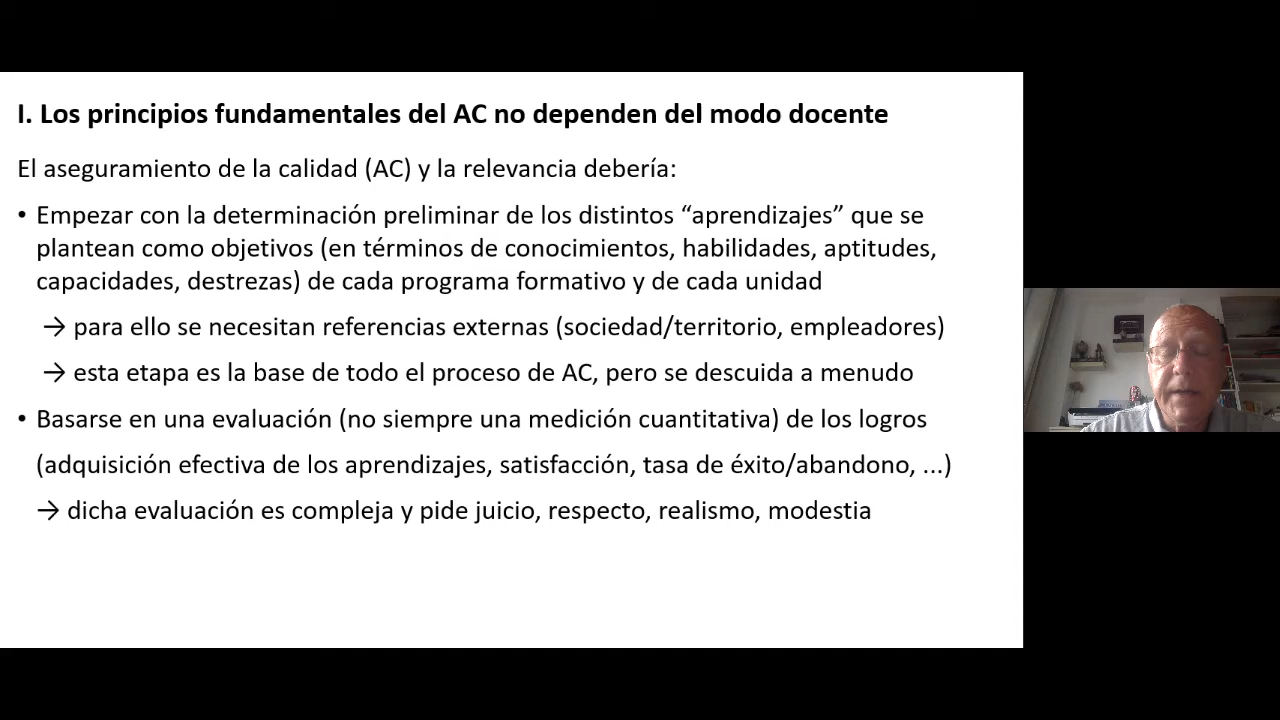 I. Los principios fundamentales del AC no dependen del modo docente
El aseguramiento de la calidad (AC) y la relevancia debería:
• Empezar con la determinación preliminar de los distintos “aprendizajes” que se
plantean como objetivos (en términos de conocimientos, habilidades, aptitudes,
capacidades, destrezas) de cada programa formativo y de cada unidad
→ para ello se necesitan referencias externas (sociedad/territorio, empleadores)
→ esta etapa es la base de todo el proceso de AC, pero se descuida a menudo
• Basarse en una evaluación (no siempre una medición cuantitativa) de los logros
(adquisición efectiva de los aprendizajes, satisfacción, tasa de éxito/abandono, ...)
→ dicha evaluación es compleja y pide juicio, respecto, realismo, modestia